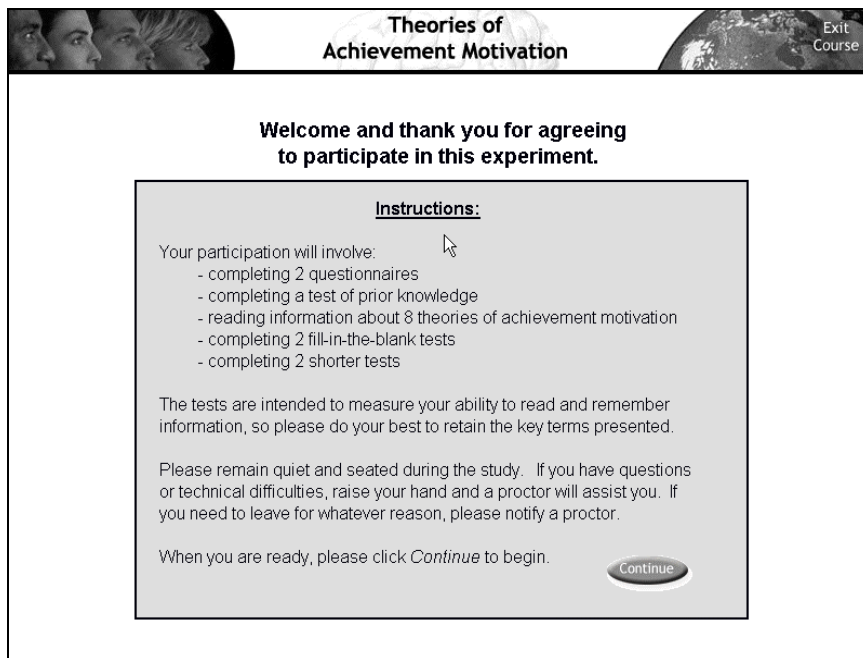 Theories of
Achievement Motivation
Exit
Course
Welcome and thank you for agreeing
to participate in this experiment.
Instructions:
Your participation will involve:
- completing 2 questionnaires
- completing a test of prior knowledge
- reading information about 8 theories of achievement motivation
- completing 2 fill-in-the-blank tests
- completing 2 shorter tests
The tests are intended to measure your ability to read and remember
information, so please do your best to retain the key terms presented.
Please remain quiet and seated during the study. If you have questions
or technical difficulties, raise your hand and a proctor will assist you. If
you need to leave for whatever reason, please notify a proctor.
When you are ready, please click Continue to begin.
Continue